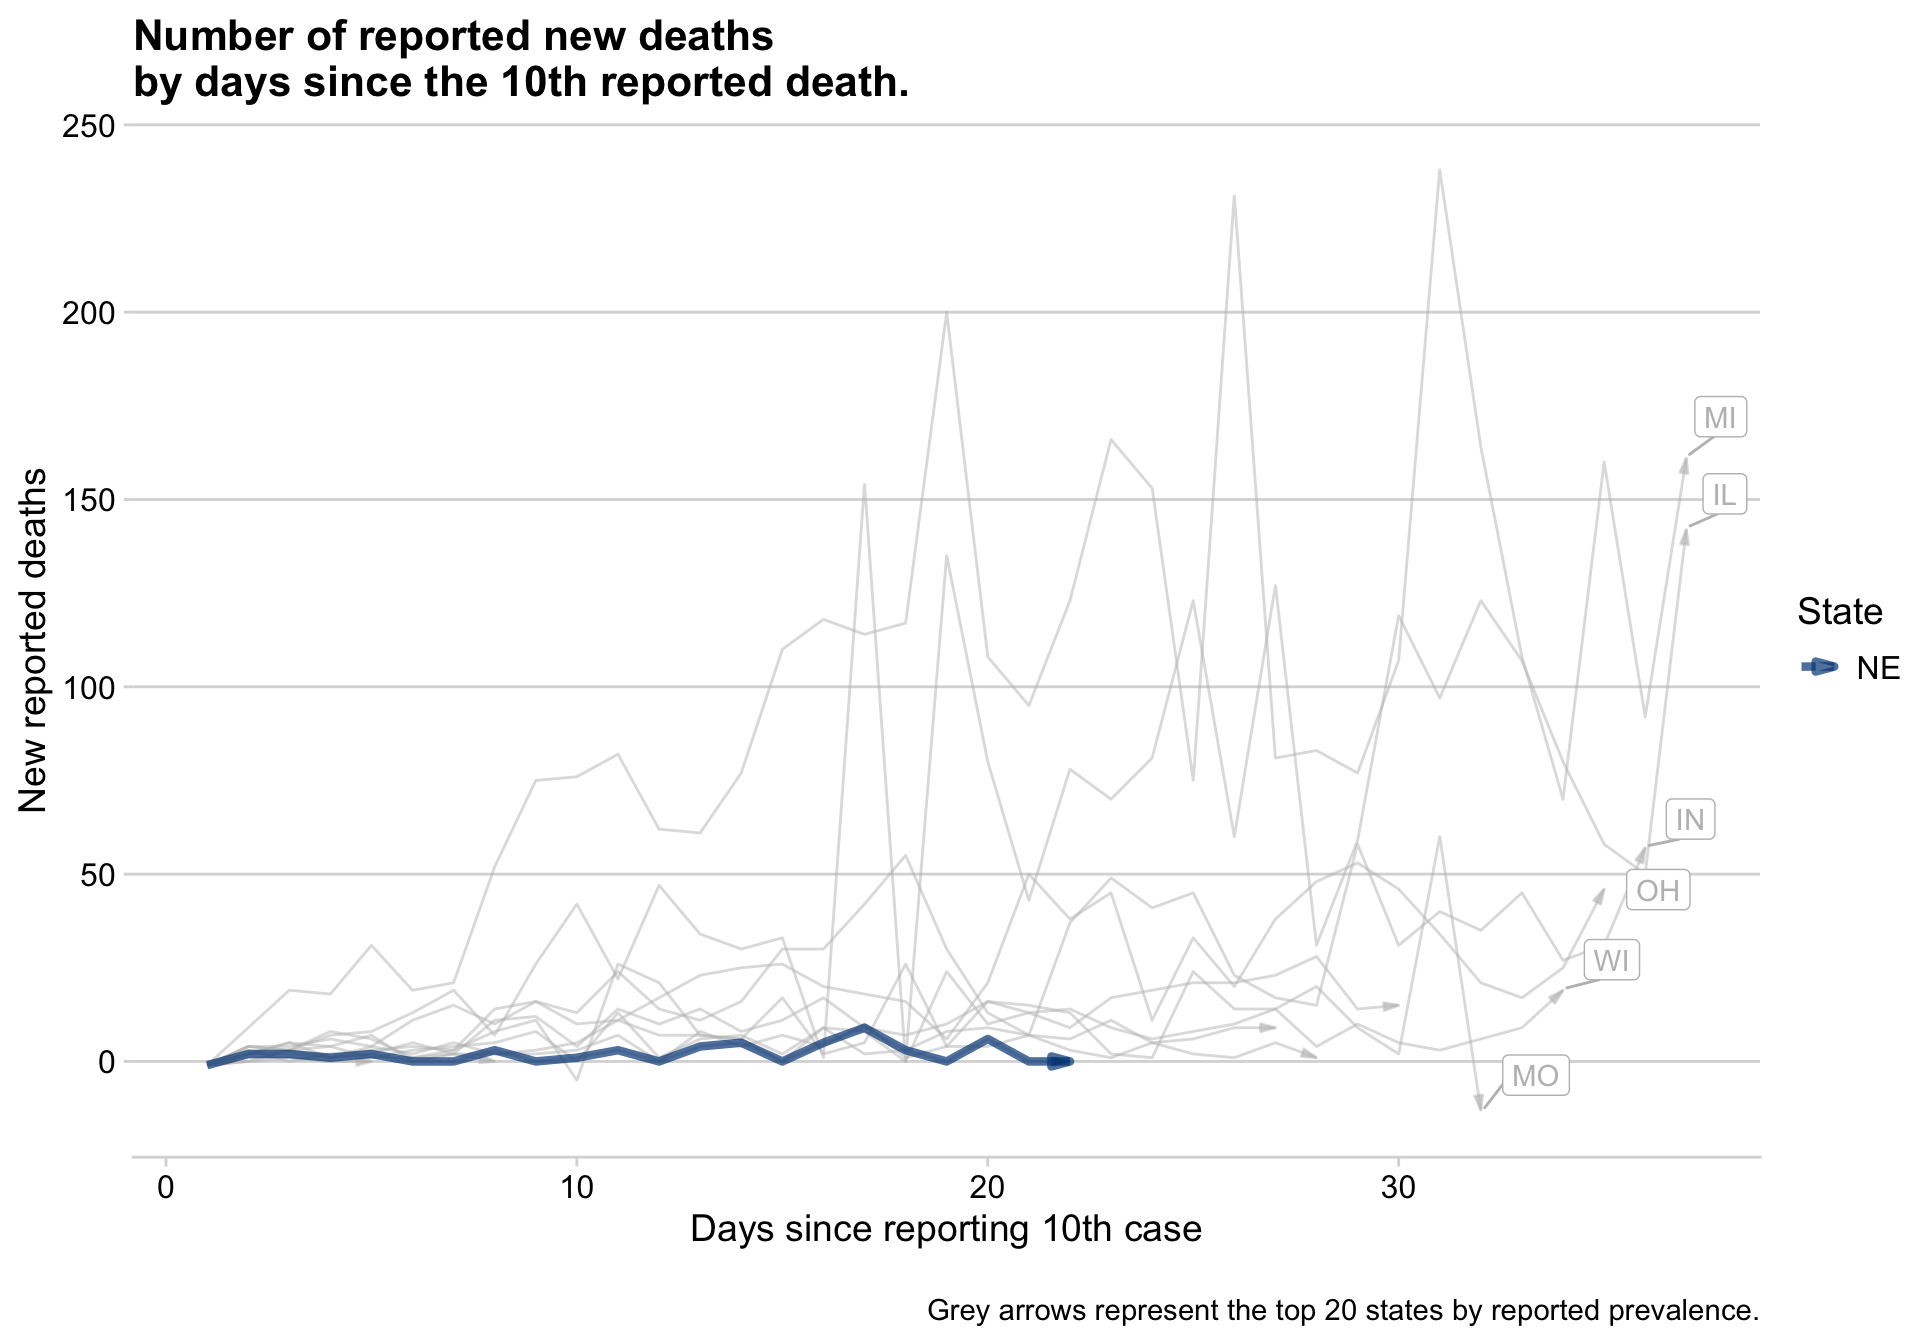 Number of reported new deaths
by days since the 10th reported death.
250
200
150
100
50
0
New reported deaths
MI
IL
IN
OH
WI
MO
State
NE
0 10 20 30
Days since reporting 10th case
Grey arrows represent the top 20 states by reported prevalence.